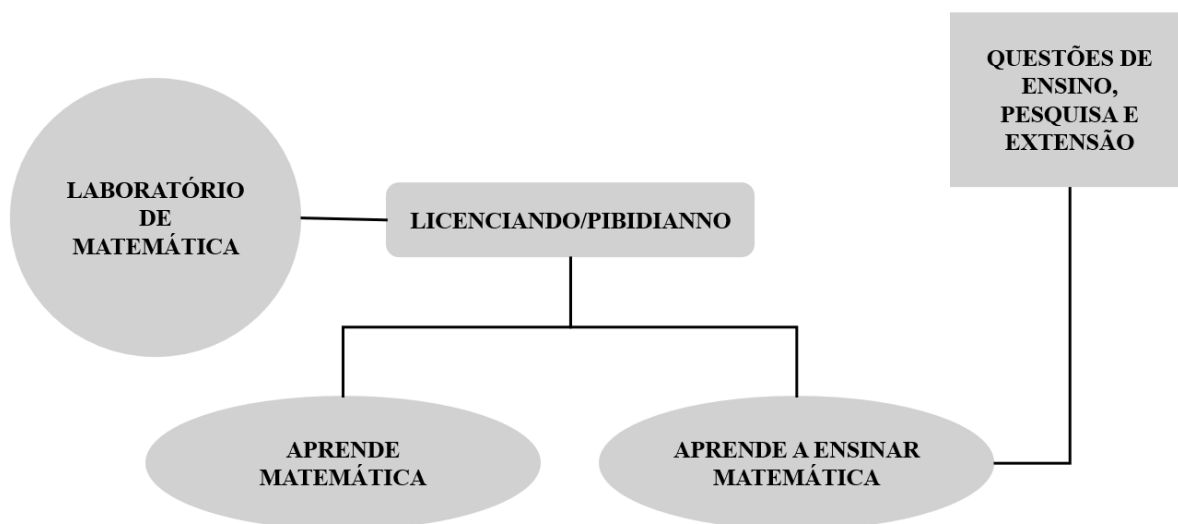 QUESTÕES DE
ENSINO,
PESQUISA E
EXTENSÃO
LABORATÓRIO
DE
MATEMÁTICA
LICENCIANDO/PIBIDIANNO
APRENDE
MATEMÁTICA
APRENDE A ENSINAR
MATEMÁTICA